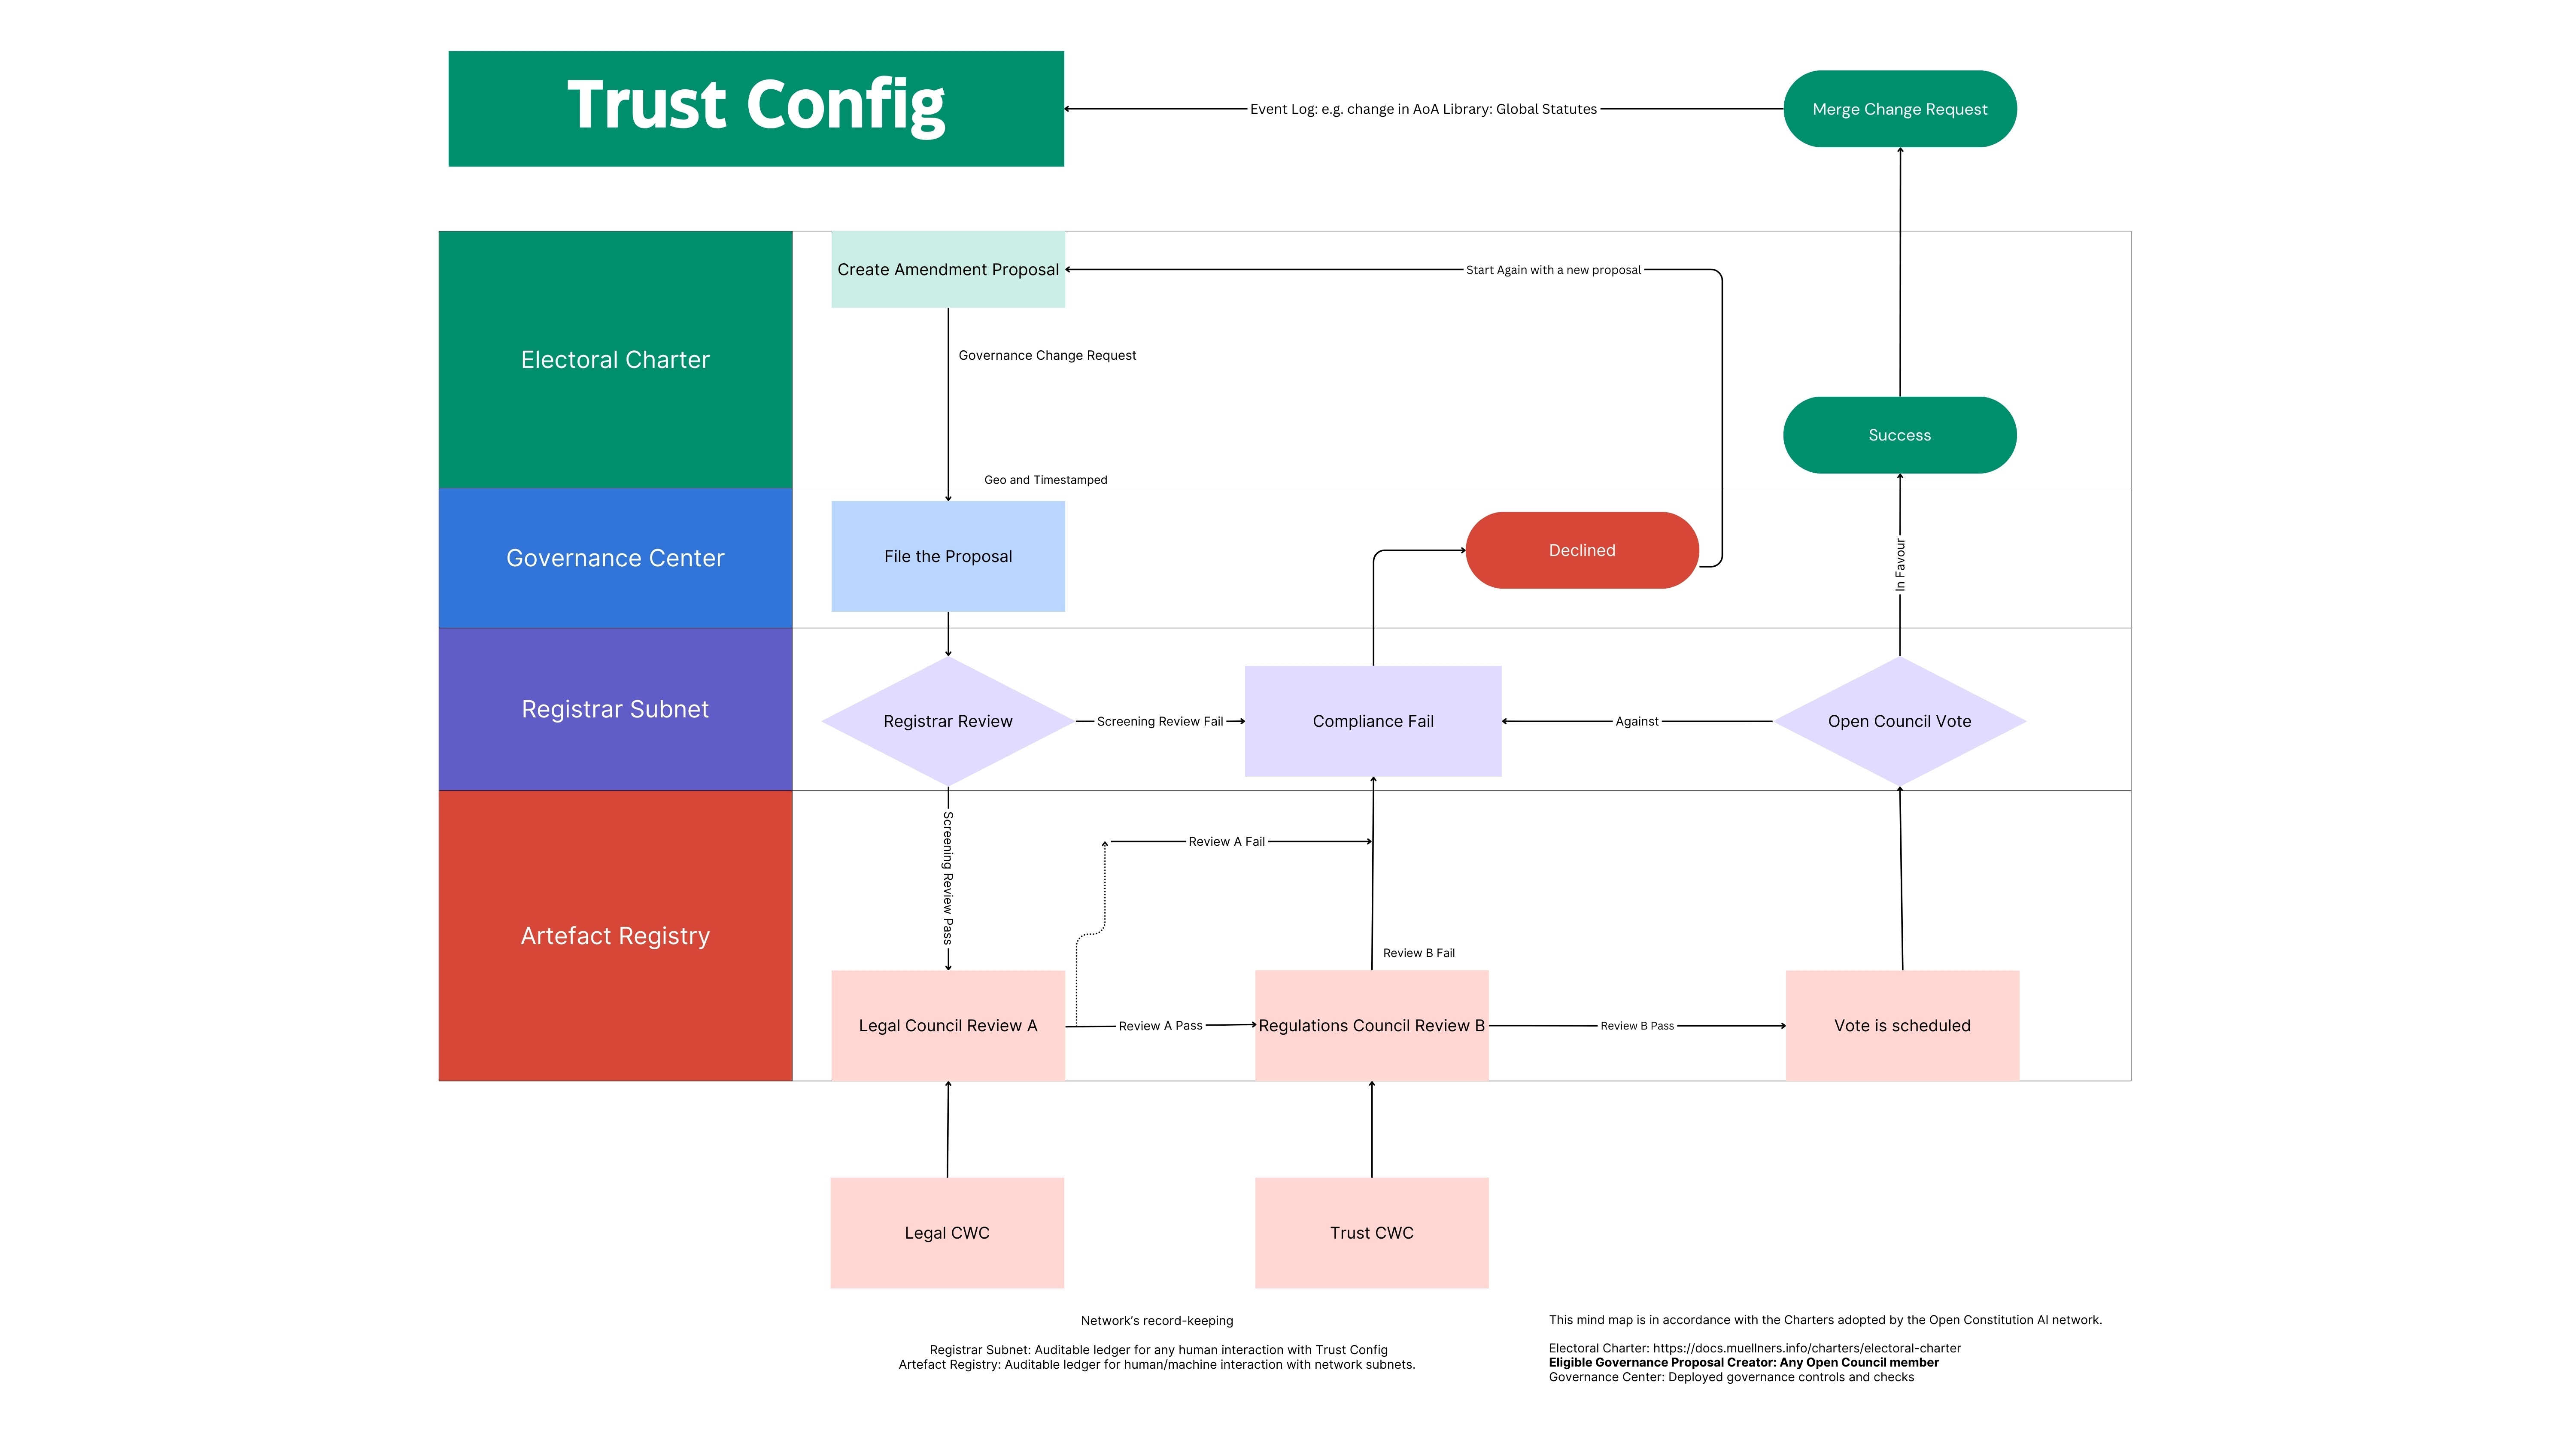 Trust Config
Event Log: e.g. change in AoA Library: Global Statutes
Merge Change Request
Electoral Charter
Create Amendment Proposal
Start Again with a new proposal
Governance Change Request
Success
Geo and Timestamped
Governance Center
File the Proposal
Declined
In Favour
Registrar Subnet
Registrar Review
Screening Review Fail
Compliance Fail
Against
Open Council Vote
Artefact Registry
Screening Review Pass
Review A Fail
Review B Fail
Legal Council Review A
Review A Pass
Regulations Council Review B
Review B Pass
Vote is scheduled
Legal CWC
Trust CWC
Network's record-keeping
Registrar Subnet: Auditable ledger for any human interaction with Trust Config
Artefact Registry: Auditable ledger for human/machine interaction with network subnets.
This mind map is in accordance with the Charters adopted by the Open Constitution AI network.
Electoral Charter: https://docs.muellners.info/charters/electoral-charter
Eligible Governance Proposal Creator: Any Open Council member
Governance Center: Deployed governance controls and checks